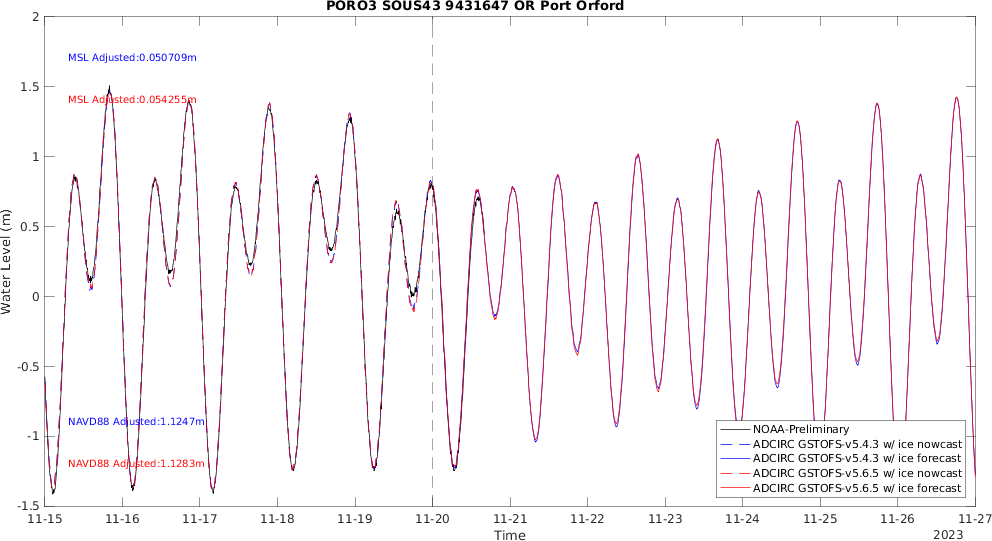 PORO3 SOUS43 9431647 OR Port Orford
2
1.5
1
0.5
0
-0.5
-1
-1.5
Water Level (m)
MSL Adjusted:0.050709m
MSL Adjusted:0.054255m
NAVD88 Adjusted:1.1247m
NAVD88 Adjusted:1.1283m
NOAA-Preliminary
ADCIRC GSTOFS-v5.4.3 w/ ice nowcast
ADCIRC GSTOFS-v5.4.3 w/ ice forecast
ADCIRC GSTOFS-v5.6.5 w/ ice nowcast
ADCIRC GSTOFS-v5.6.5 w/ ice forecast
11-15 11-16 11-17 11-18 11-19 11-20 11-21 11-22 11-23 11-24 11-25 11-26 11-27
Time
2023